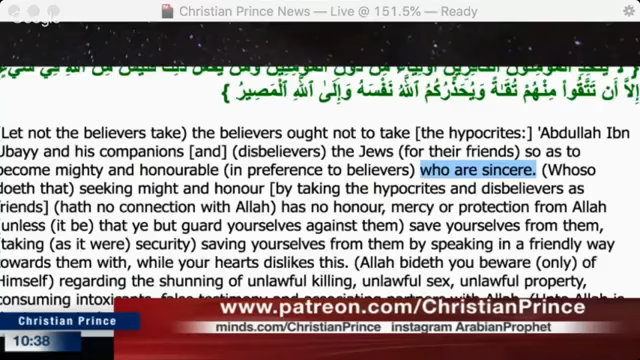 Christian Prince News — Live @ 151.5% — Ready
إِلاَّ أَن تَتَّقُواْ مِنْهُمْ تُقَاةً وَيُحَذِّرُكُمُ ٱللَّهُ نَفْسَهُ وَإِلَىٰ ٱللَّهِ ٱلْمَصِيرُ }
(Let not the believers take) the believers ought not to take [the hypocrites:] 'Abdullah Ibn
Ubayy and his companions [and] (disbelievers) the Jews (for their friends) so as to
become mighty and honourable (in preference to believers) who are sincere. (Whoso
doeth that) seeking might and honour [by taking the hypocrites and disbelievers as
friends] (hath no connection with Allah) has no honour, mercy or protection from Allah
(unless (it be) that ye but guard yourselves against them) save yourselves from them,
(taking (as it were) security) saving yourselves from them by speaking in a friendly way
towards them with, while your hearts dislikes this. (Allah bideth you beware (only) of
Himself) regarding the shunning of unlawful killing, unlawful sex, unlawful property,
consuming
www.patreon.com/ChristianPrince
Christian Prince
minds.com/ChristianPrince instagram ArabianProphet
10:38